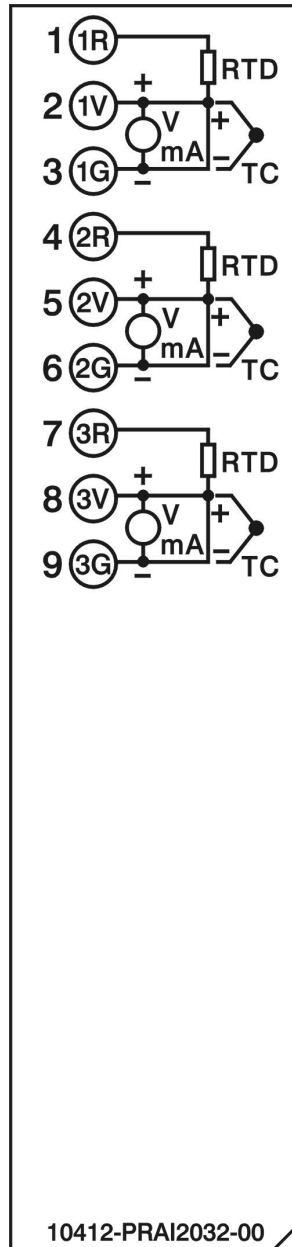 1 1R
RTD
+
2 1V
V
+
mA
3 1G
−
−
TC
4 2R
RTD
+
5 2V
V
+
mA
6 2G
−
−
TC
7 3R
RTD
+
8 3V
V
+
mA
9 3G
−
−
TC
10412-PRAI2032-00